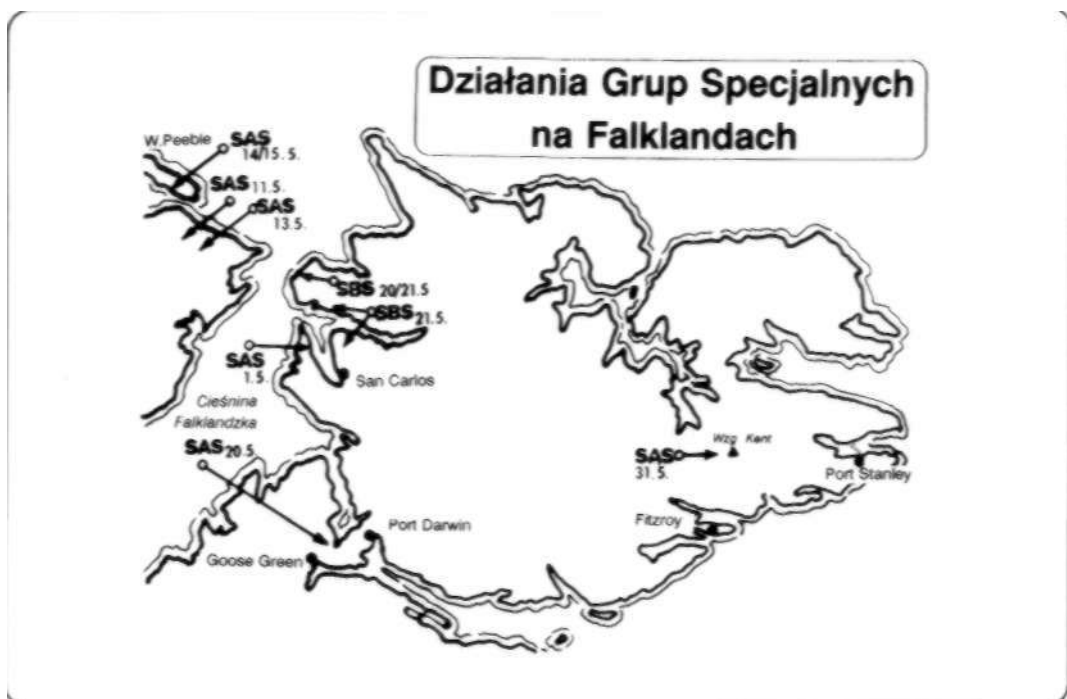 Działania Grup Specjalnych
na Falklandach
W.Peeble
SAS
14/15.5.
SAS 11.5.
SAS
13.5.
SBS 20/21.5
SBS
21.5.
SAS
1.5.
San Carlos
Cieśnina
Falklandzka
SAS 20.5.
SAS
31.5.
Wzg Kent
Port Stanley
Fitzroy
Port Darwin
Goose Green